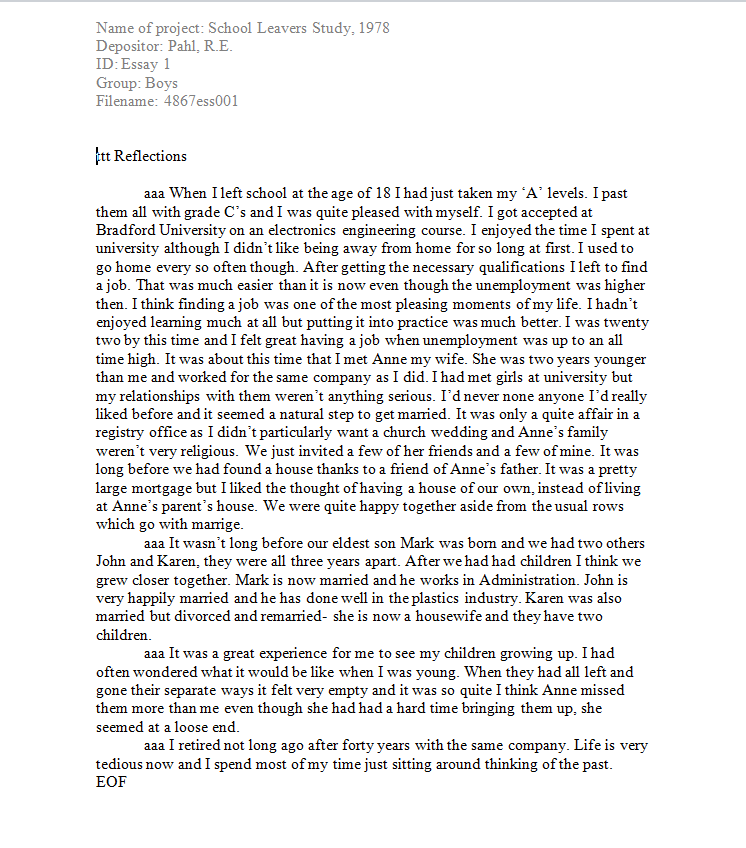 Name of project: School Leavers Study, 1978
Depositor: Pahl, R.E.
ID: Essay 1
Group: Boys
Filename: 4867ess001
ttt Reflections
aaa When I left school at the age of 18 I had just taken my ‘A’ levels. I past
them all with grade C’s and I was quite pleased with myself. I got accepted at
Bradford University on an electronics engineering course. I enjoyed the time I spent at
university although I didn’t like being away from home for so long at first. I used to
go home every so often though. After getting the necessary qualifications I left to find
a job. That was much easier than it is now even though the unemployment was higher
then. I think finding a job was one of the most pleasing moments of my life. I hadn’t
enjoyed learning much at all but putting it into practice was much better. I was twenty
two by this time and I felt great having a job when unemployment was up to an all
time high. It was about this time that I met Anne my wife. She was two years younger
than me and worked for the same company as I did. I had met girls at university but
my relationships with them weren’t anything serious. I’d never none anyone I’d really
liked before and it seemed a natural step to get married. It was only a quite affair in a
registry office as I didn’t particularly want a church wedding and Anne’s family
weren’t very religious. We just invited a few of her friends and a few of mine. It was
long before we had found a house thanks to a friend of Anne’s father. It was a pretty
large mortgage but I liked the thought of having a house of our own, instead of living
at Anne’s parent’s house. We were quite happy together aside from the usual rows
which go with marrige.
aaa It wasn’t long before our eldest son Mark was born and we had two others
John and Karen, they were all three years apart. After we had had children I think we
grew closer together. Mark is now married and he works in Administration. John is
very happily married and he has done well in the plastics industry. Karen was also
married but divorced and remarried- she is now a housewife and they have two
children.
aaa It was a great experience for me to see my children growing up. I had
often wondered what it would be like when I was young. When they had all left and
gone their separate ways it felt very empty and it was so quite I think Anne missed
them more than me even though she had had a hard time bringing them up, she
seemed at a loose end.
aaa I retired not long ago after forty years with the same company. Life is very
tedious now and I spend most of my time just sitting around thinking of the past.
EOF